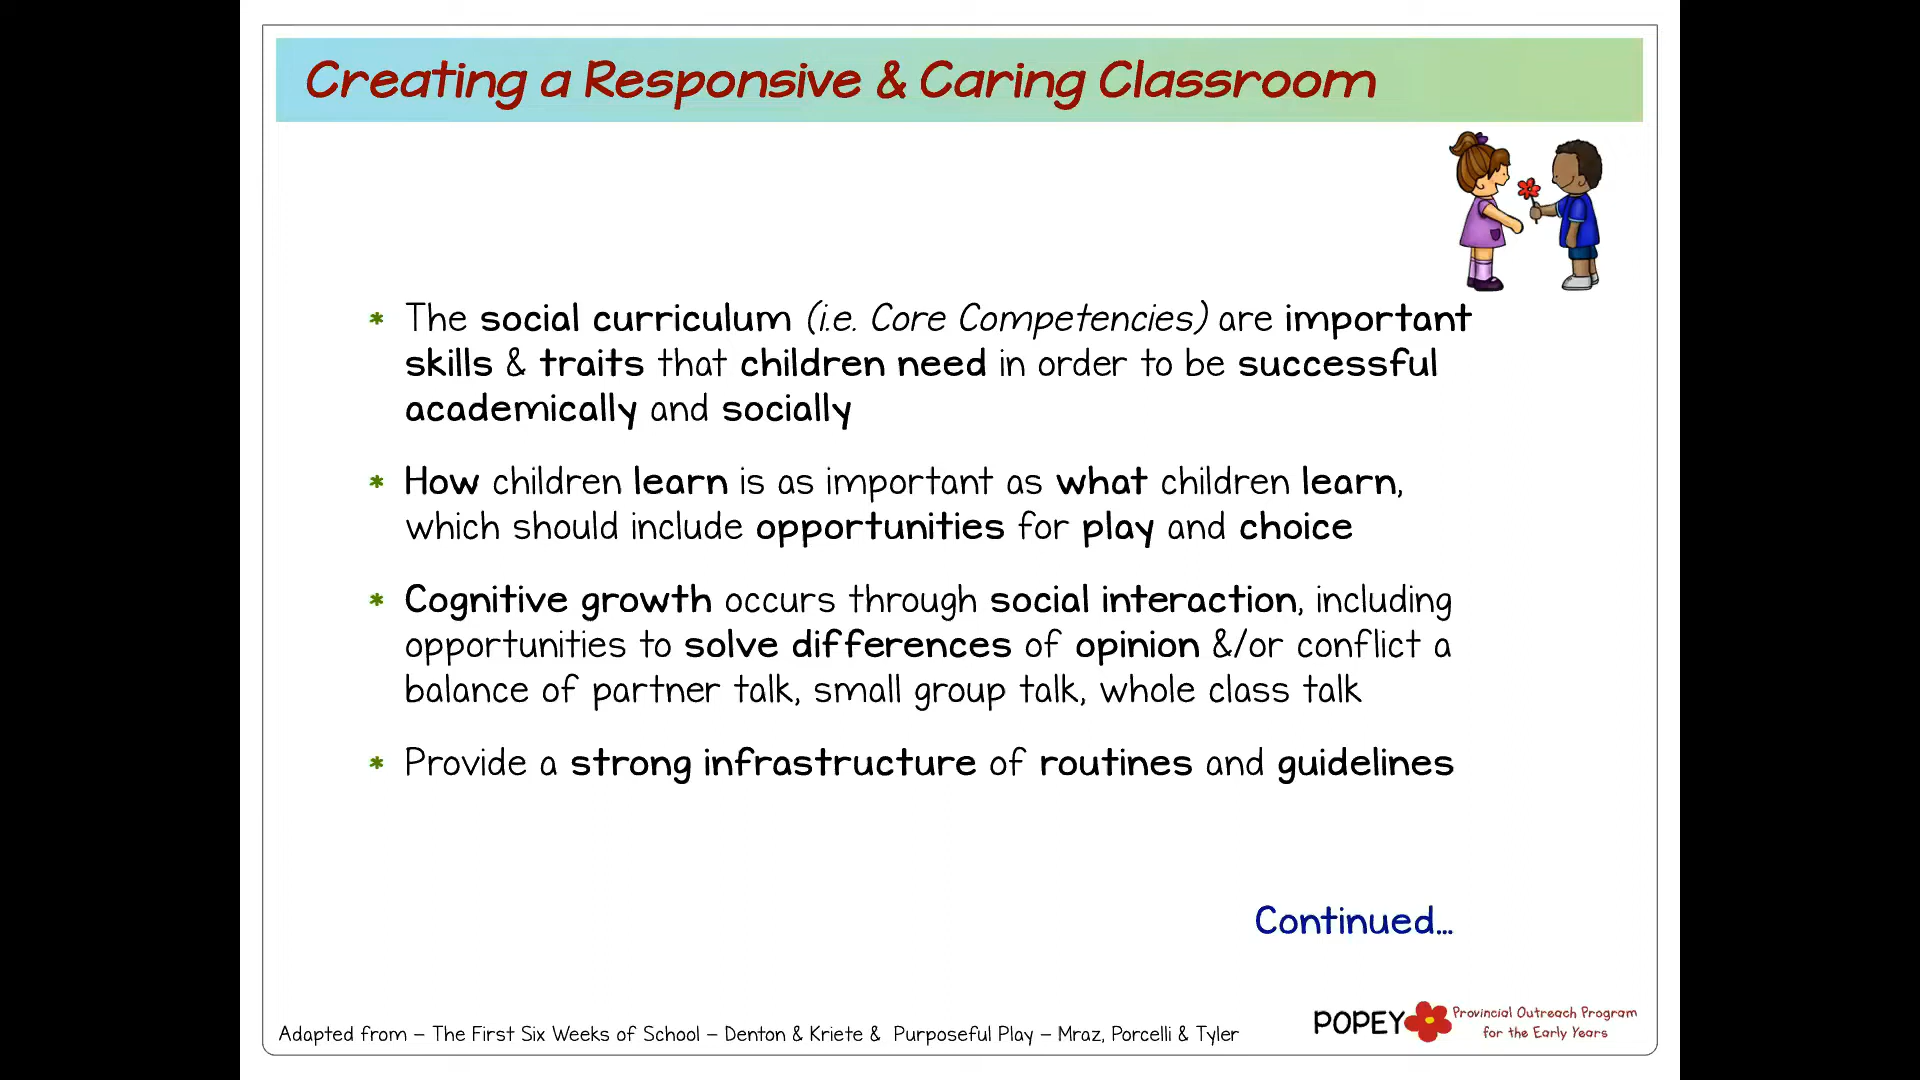 Creating a Responsive & Caring Classroom
* The social curriculum (i.e. Core Competencies) are important
skills & traits that children need in order to be successful
academically and socially
* How children learn is as important as what children learn,
which should include opportunities for play and choice
* Cognitive growth occurs through social interaction, including
opportunities to solve differences of opinion &/or conflict a
balance of partner talk, small group talk, whole class talk
* Provide a strong infrastructure of routines and guidelines
Continued...
Adapted from – The First Six Weeks of School – Denton & Kriete & Purposeful Play – Mraz, Porcelli & Tyler
POPEY Provincial Outreach Program
for the Early Years